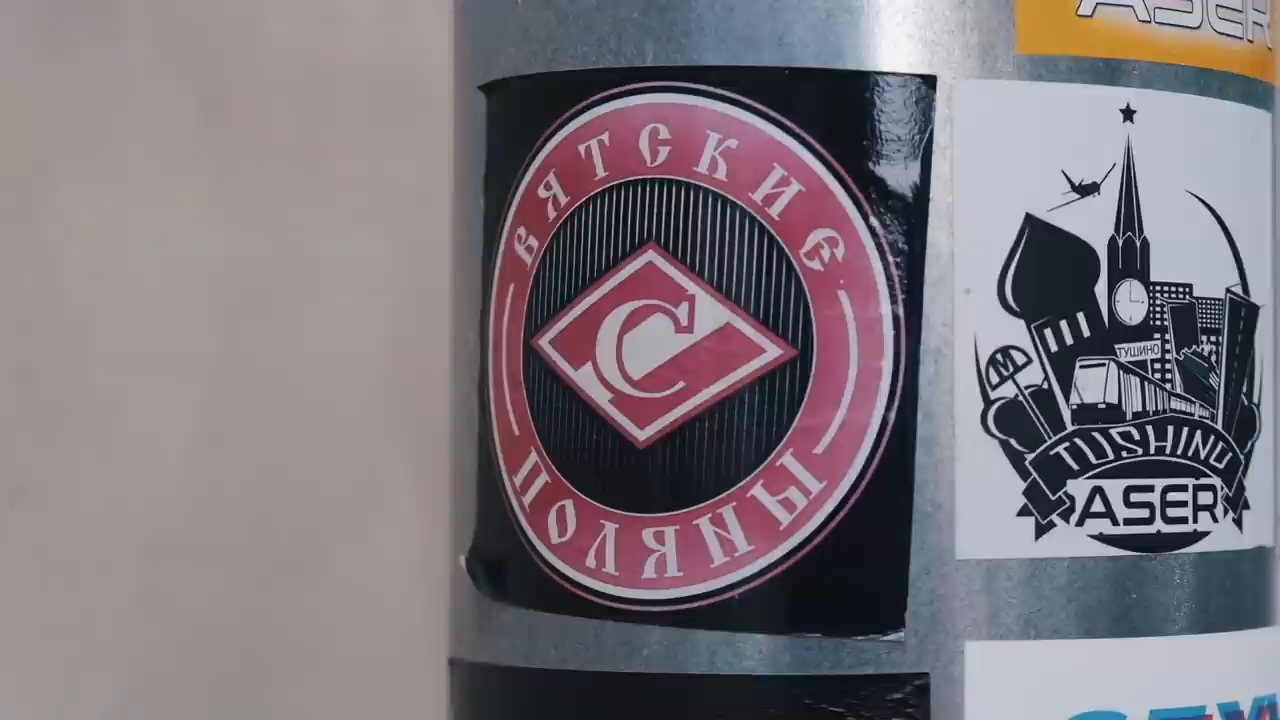 ASER
ВЯТСКИЕ
С
ПОЛЯНЫ
М
ТУШИНО
TUSHINO
ASER